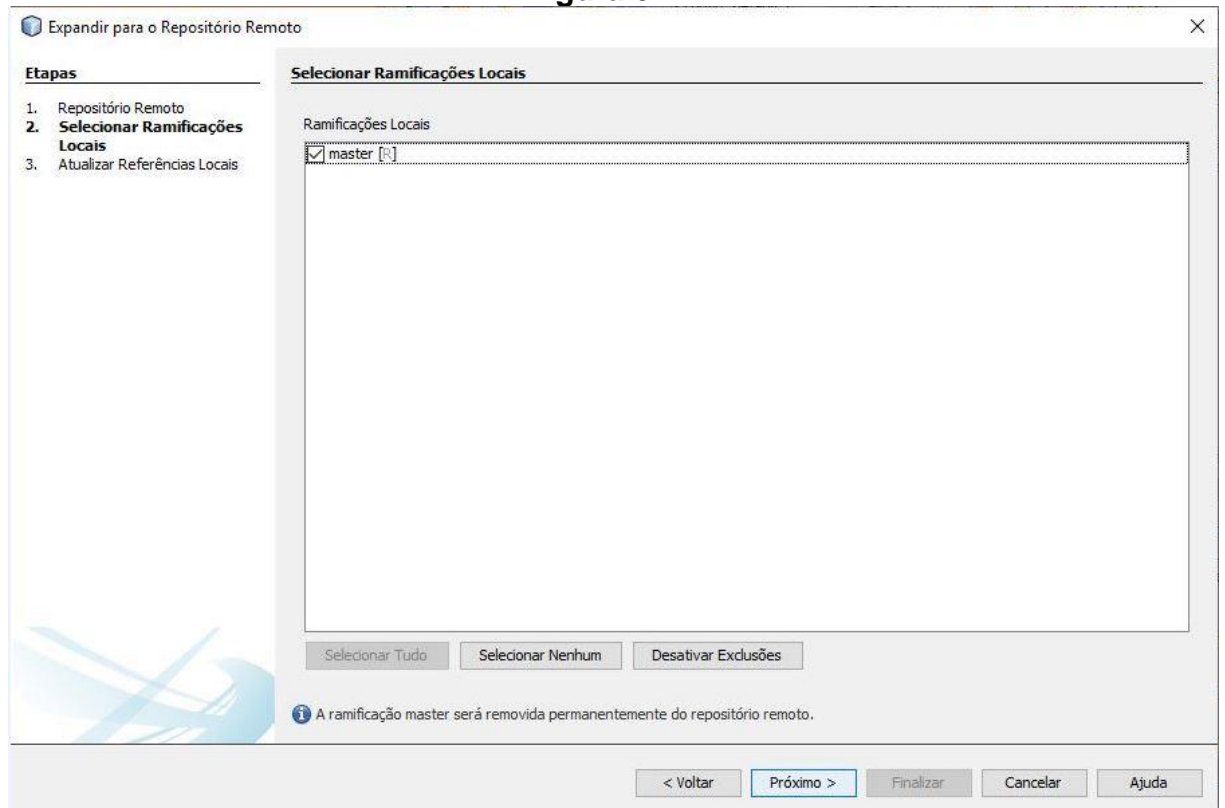 Expandir para o Repositório Remoto
Etapas
1. Repositório Remoto
2. Selecionar Ramificações
Locais
3. Atualizar Referências Locais
Selecionar Ramificações Locais
Ramificações Locais
master [R]
Selecionar Tudo Selecionar Nenhum Desativar Exclusões
A ramificação master será removida permanentemente do repositório remoto.
< Voltar Próximo > Finalizar Cancelar Ajuda